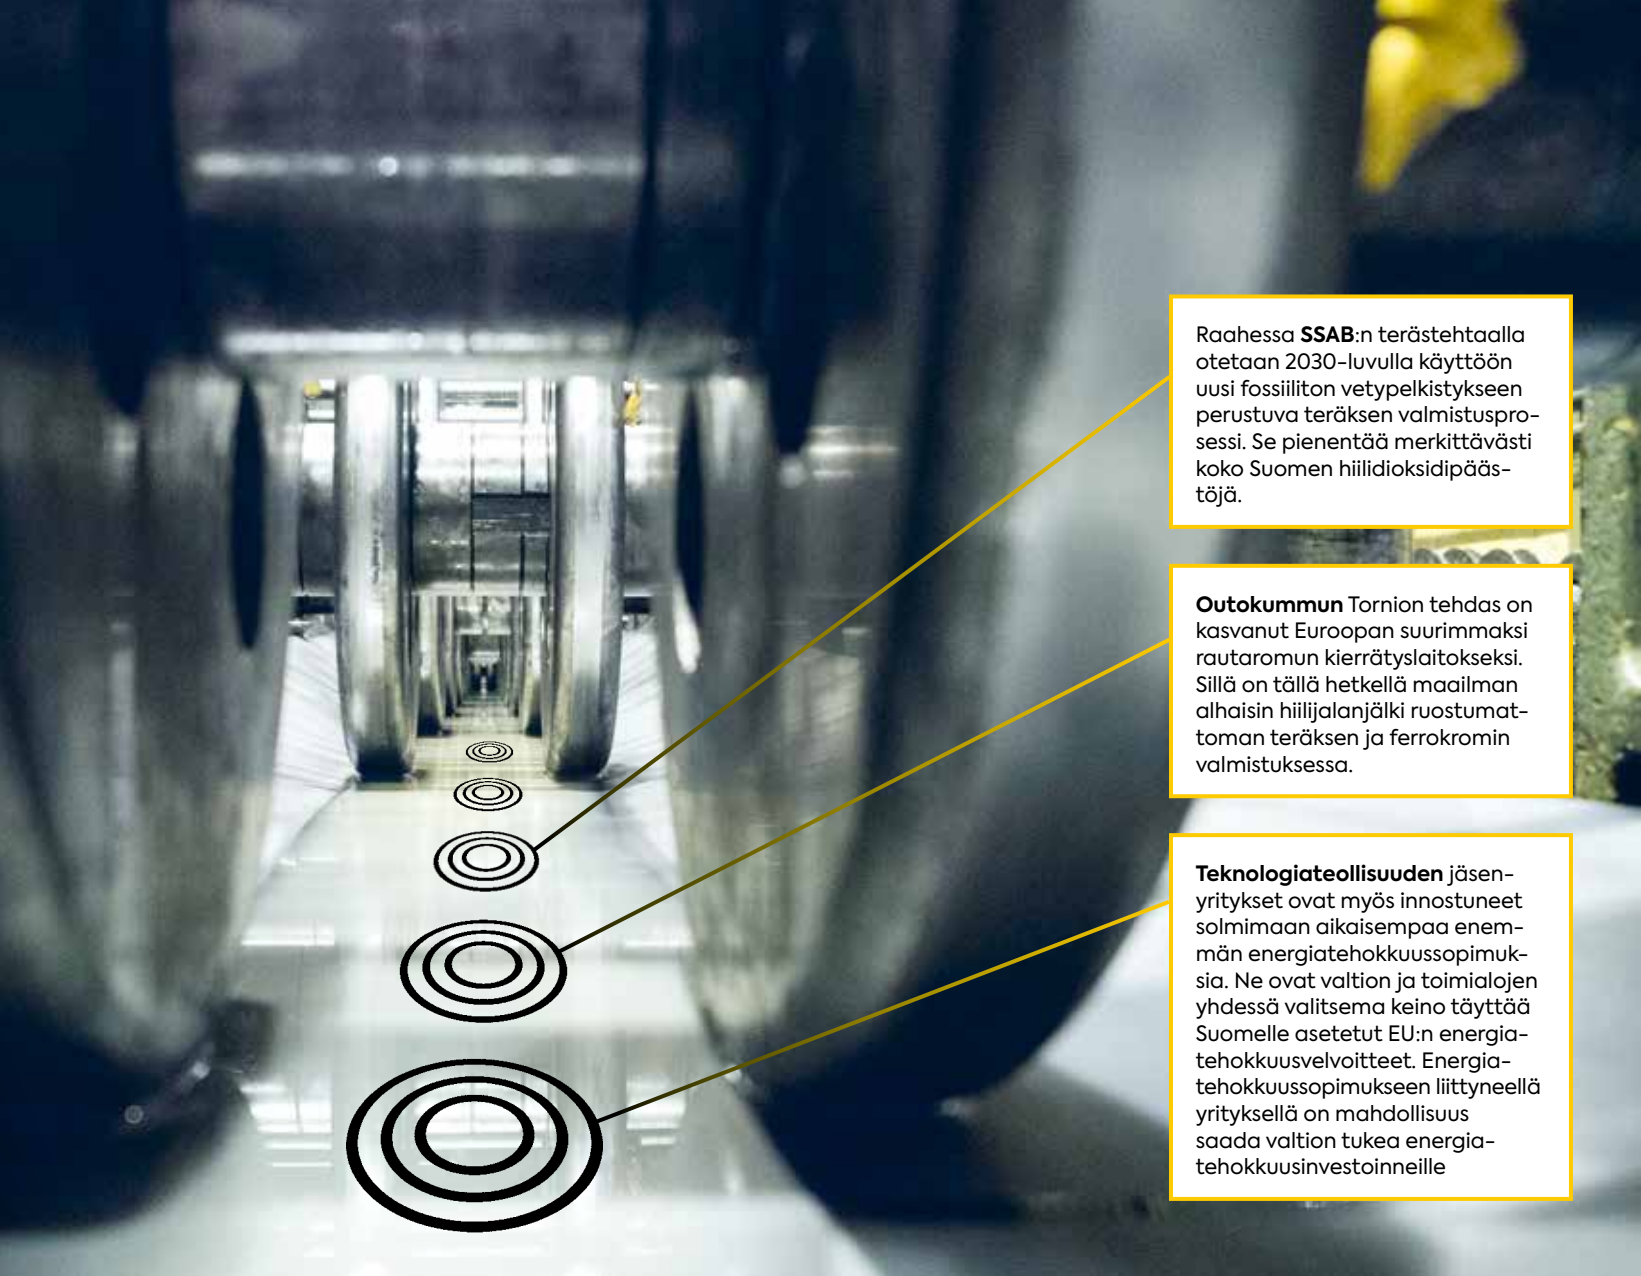 Raahessa SSAB:n terästehtaalla
otetaan 2030-luvulla käyttöön
uusi fossiiliton vetypelkistykseen
perustuva teräksen valmistuspro-
sessi. Se pienentää merkittävästi
koko Suomen hiilidioksidipääs-
töjä.
Outokummun Tornion tehdas on
kasvanut Euroopan suurimmaksi
rautaromun kierrätyslaitokseksi.
Sillä on tällä hetkellä maailman
alhaisin hiilijalanjälki ruostumat-
toman teräksen ja ferrokromin
valmistuksessa.
Teknologiateollisuuden jäsen-
yritykset ovat myös innostuneet
solmimaan aikaisempaa enem-
män energiatehokkuussopimuk-
sia. Ne ovat valtion ja toimialojen
yhdessä valitsema keino täyttää
Suomelle asetetut EU:n energia-
tehokkuusvelvoitteet. Energia-
tehokkuussopimukseen liittyneellä
yrityksellä on mahdollisuus
saada valtion tukea energia-
tehokkuusinvestoinneille